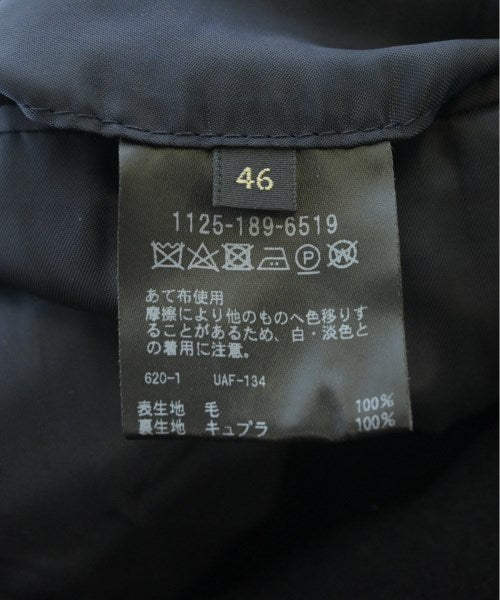 46
1125-189-6519
P W
あて布使用
摩擦により他のものへ色移りす
ることがあるため、白・淡色と
の着用に注意。
620-1 UAF-134
表生地 毛 100%
裏生地 キュプラ 100%